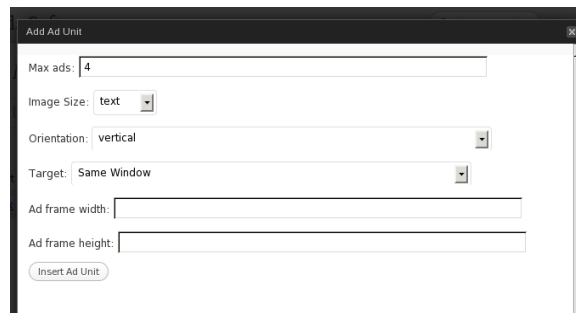 Add Ad Unit
Max ads: 4
Image Size: text
Orientation: vertical
Target: Same Window
Ad frame width:
Ad frame height:
Insert Ad Unit